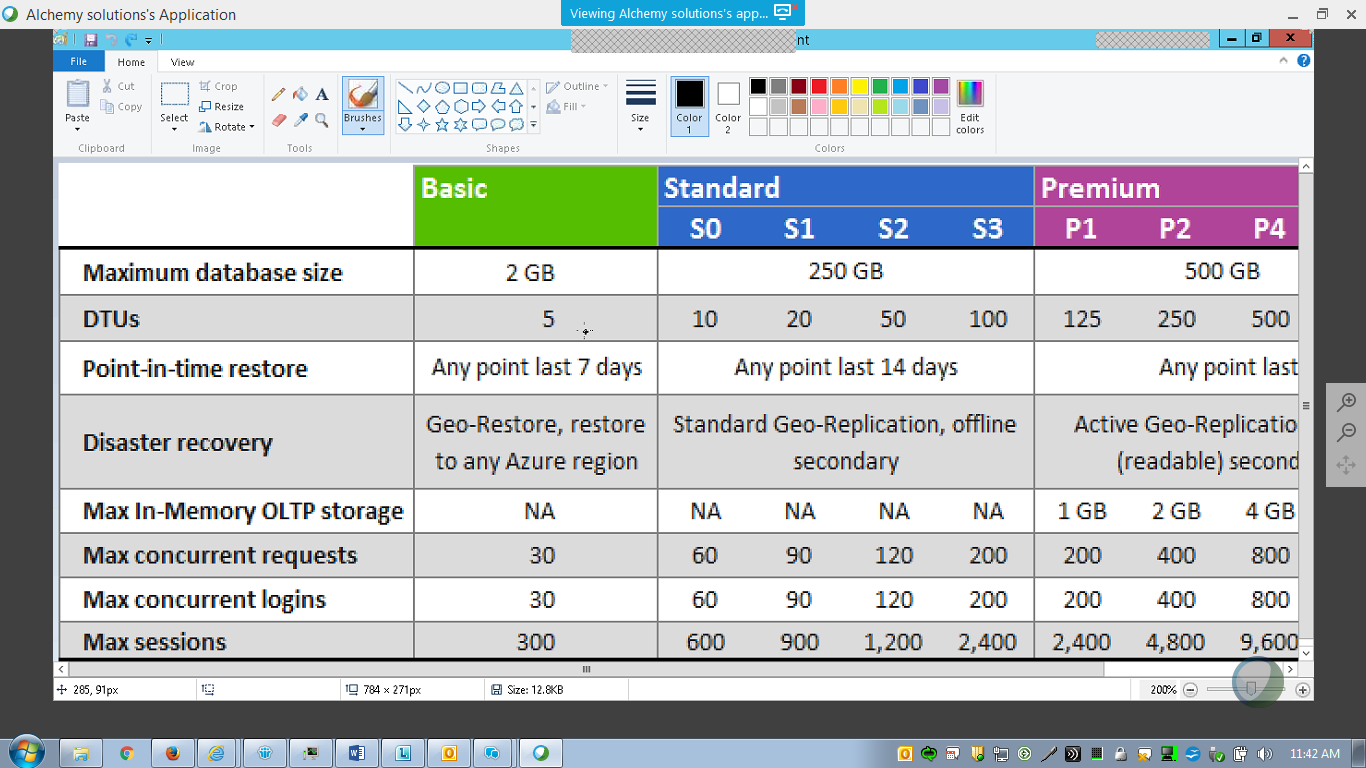 Alchemy solutions's Application
Viewing Alchemy solutions's app...
nt
File Home View
Paste
Cut
Copy
Clipboard
Select
Crop
Resize
Rotate
Image
A
Tools
Brushes
Outline
Fill
Shapes
Size
Color 1
Color 2
Edit colors
Colors
Basic Standard Premium
S0 S1 S2 S3 P1 P2 P4
Maximum database size 2 GB 250 GB 500 GB
DTUs 5 10 20 50 100 125 250 500
Point-in-time restore Any point last 7 days Any point last 14 days Any point last
Disaster recovery
Geo-Restore, restore
to any Azure region
Standard Geo-Replication, offline
secondary
Active Geo-Replicatio
(readable) second
Max In-Memory OLTP storage NA NA NA NA NA 1 GB 2 GB 4 GB
Max concurrent requests 30 60 90 120 200 200 400 800
Max concurrent logins 30 60 90 120 200 200 400 800
Max sessions 300 600 900 1,200 2,400 2,400 4,800 9,600
285, 91px 784 × 271px Size: 12.8KB 200%
11:42 AM